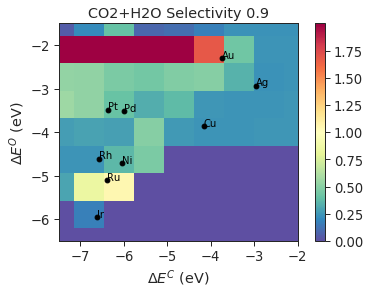 CO2+H2O Selectivity 0.9
ΔE^O (eV)
−2
−3
−4
−5
−6
Au
Ag
Pt
Pd
Cu
Rh
Ni
Ru
Ir
−7
−6
−5
−4
−3
−2
ΔE^C (eV)
1.75
1.50
1.25
1.00
0.75
0.50
0.25
0.00